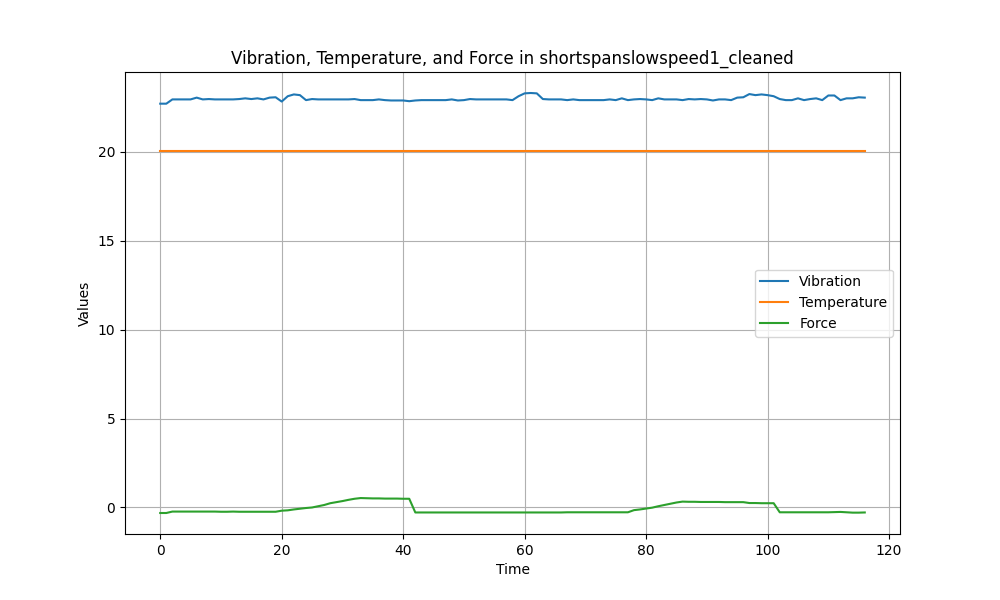 Vibration, Temperature, and Force in shortspanslowspeed1_cleaned
Values
20
15
10
5
0
Vibration
Temperature
Force
0 20 40 60 80 100 120
Time